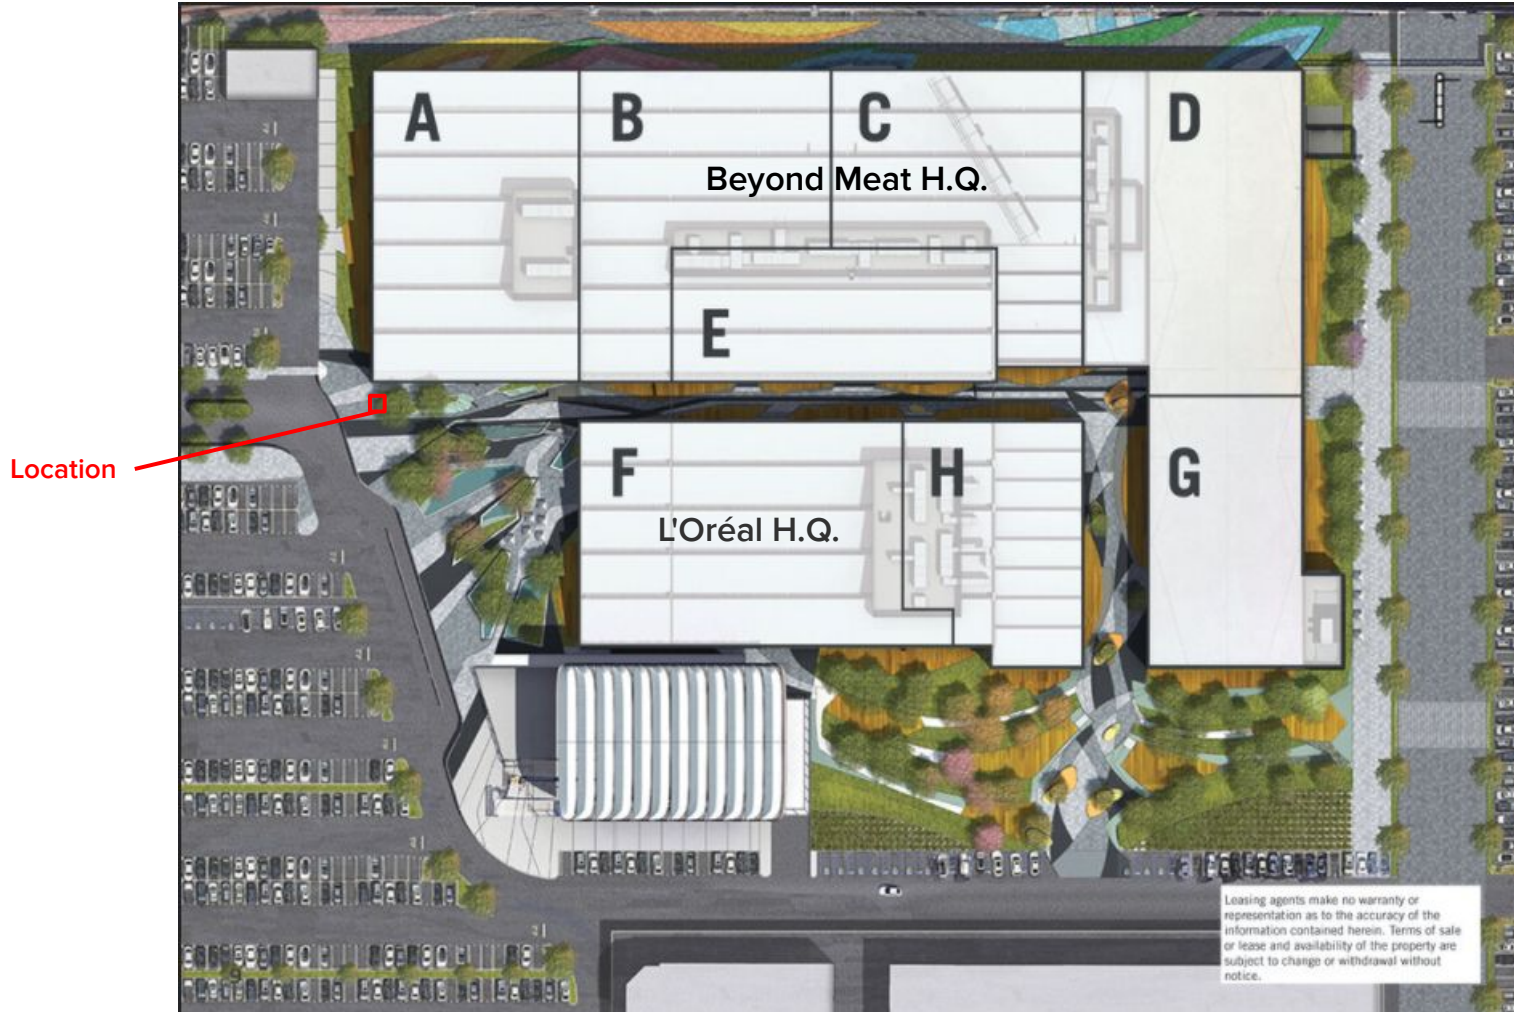 A
B
C
D
Beyond Meat H.Q.
E
Location
F
H
G
L'Oréal H.Q.
Leasing agents make no warranty or
representation as to the accuracy of the
information contained herein. Terms of sale
or lease and availability of the property are
subject to change or withdrawal without
notice.
9